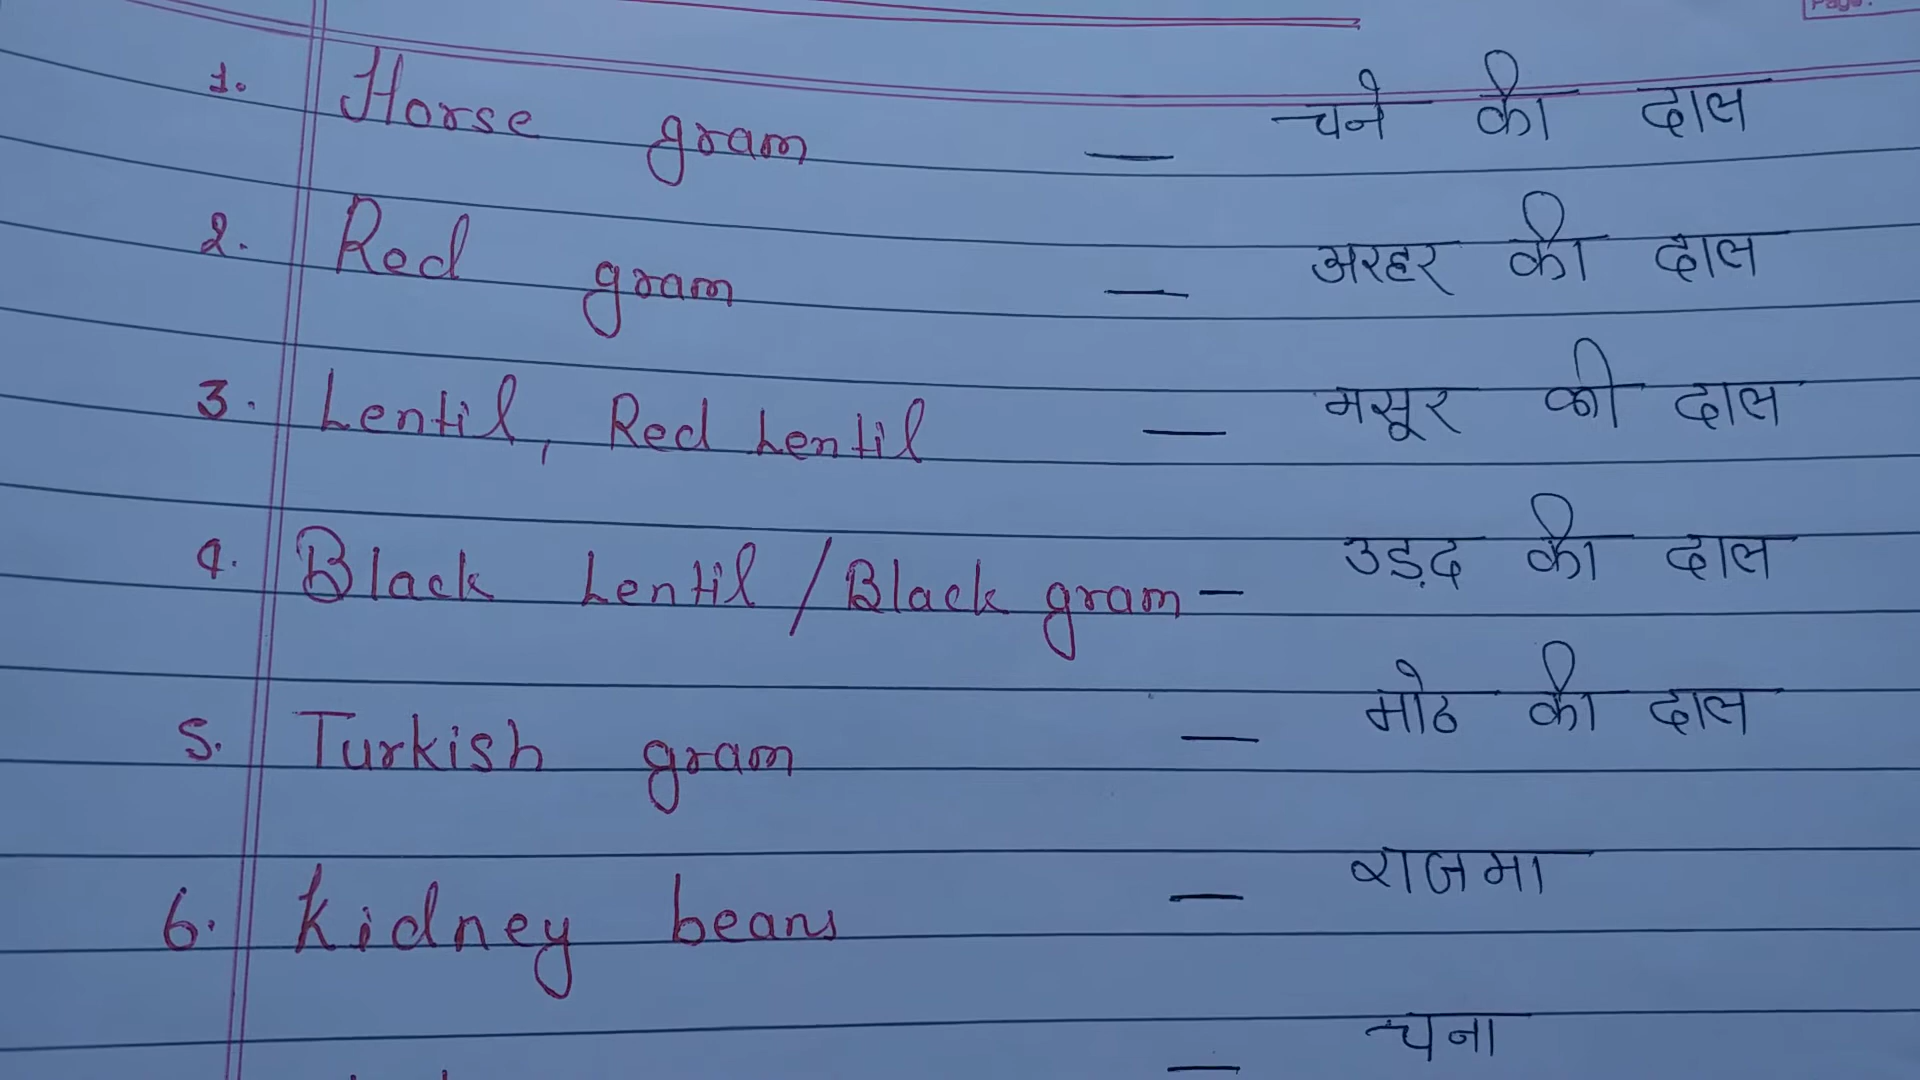 Page:
1. Horse gram — चने की दाल
2. Red gram — अरहर की दाल
3. Lentil, Red Lentil — मसूर की दाल
4. Black Lentil / Black gram — उड़द की दाल
5. Turkish gram — मोठ की दाल
6. Kidney beans — राजमा
— चना